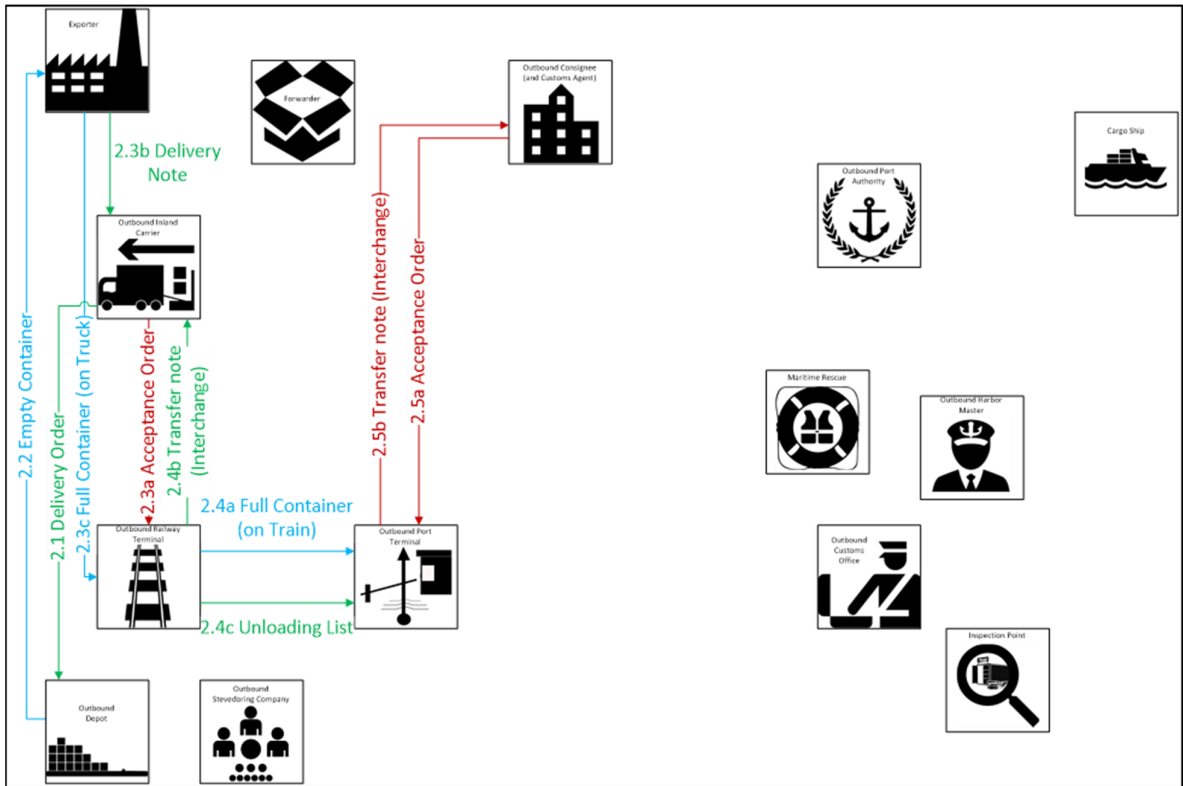 Exporter
Forwarder
Outbound Consignee
(and Customs Agent)
Cargo Ship
2.3b Delivery
Note
Outbound Port
Authority
Outbound Inland
Carrier
2.2 Empty Container
2.1 Delivery Order
2.3c Full Container (on Truck)
2.3a Acceptance Order
2.4b Transfer note
(Interchange)
2.5b Transfer note (Interchange)
2.5a Acceptance Order
Maritime Rescue
Outbound Harbor
Master
2.4a Full Container
(on Train)
Outbound Railway
Terminal
Outbound Port
Terminal
Outbound
Customs
Office
2.4c Unloading List
Inspection Point
Outbound
Depot
Outbound
Stevedoring Company